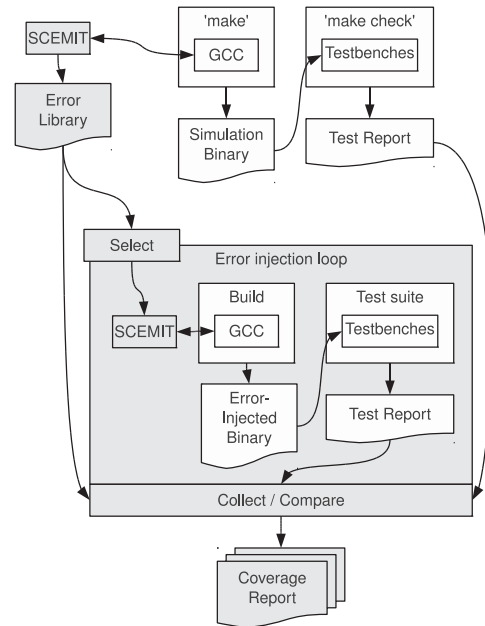 'make'
'make check'
SCEMIT
GCC
Testbenches
Error
Library
Simulation
Binary
Test Report
Select
Error injection loop
Build
Test suite
SCEMIT
GCC
Testbenches
Error-
Injected
Binary
Test Report
Collect / Compare
Coverage
Report